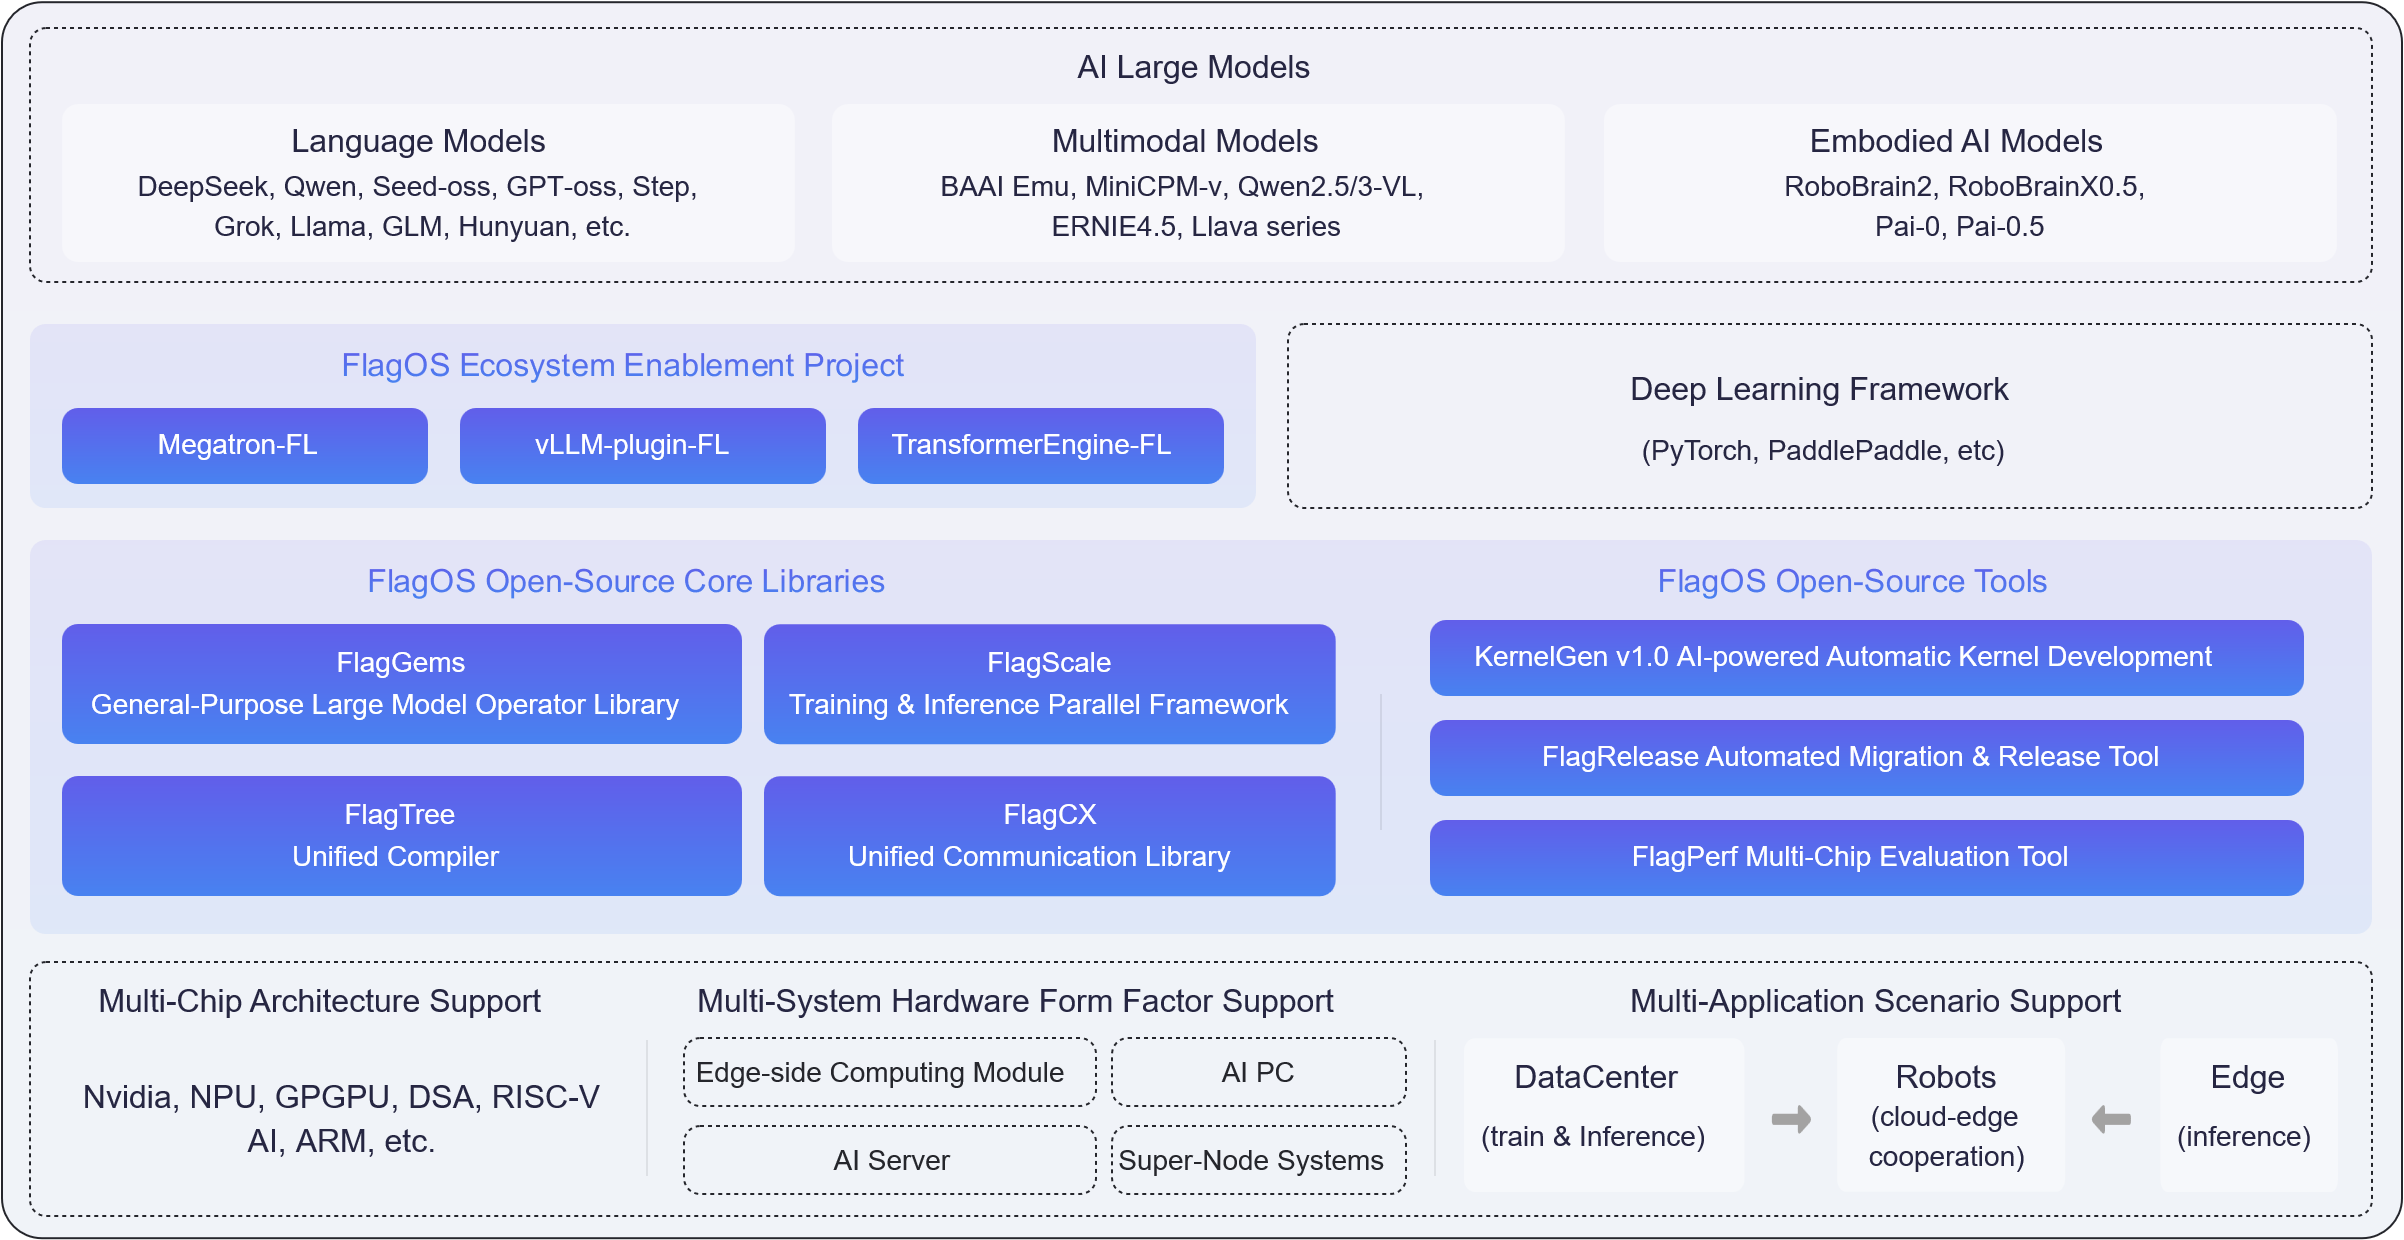 AI Large Models
Language Models
DeepSeek, Qwen, Seed-oss, GPT-oss, Step,
Grok, Llama, GLM, Hunyuan, etc.
Multimodal Models
BAAI Emu, MiniCPM-v, Qwen2.5/3-VL,
ERNIE4.5, Llava series
Embodied AI Models
RoboBrain2, RoboBrainX0.5,
Pai-0, Pai-0.5
FlagOS Ecosystem Enablement Project
Megatron-FL
vLLM-plugin-FL
TransformerEngine-FL
Deep Learning Framework
(PyTorch, PaddlePaddle, etc)
FlagOS Open-Source Core Libraries
FlagGems
General-Purpose Large Model Operator Library
FlagScale
Training & Inference Parallel Framework
FlagTree
Unified Compiler
FlagCX
Unified Communication Library
FlagOS Open-Source Tools
KernelGen v1.0 AI-powered Automatic Kernel Development
FlagRelease Automated Migration & Release Tool
FlagPerf Multi-Chip Evaluation Tool
Multi-Chip Architecture Support
Nvidia, NPU, GPGPU, DSA, RISC-V
AI, ARM, etc.
Multi-System Hardware Form Factor Support
Edge-side Computing Module
AI PC
AI Server
Super-Node Systems
Multi-Application Scenario Support
DataCenter
(train & Inference)
Robots
(cloud-edge
cooperation)
Edge
(inference)